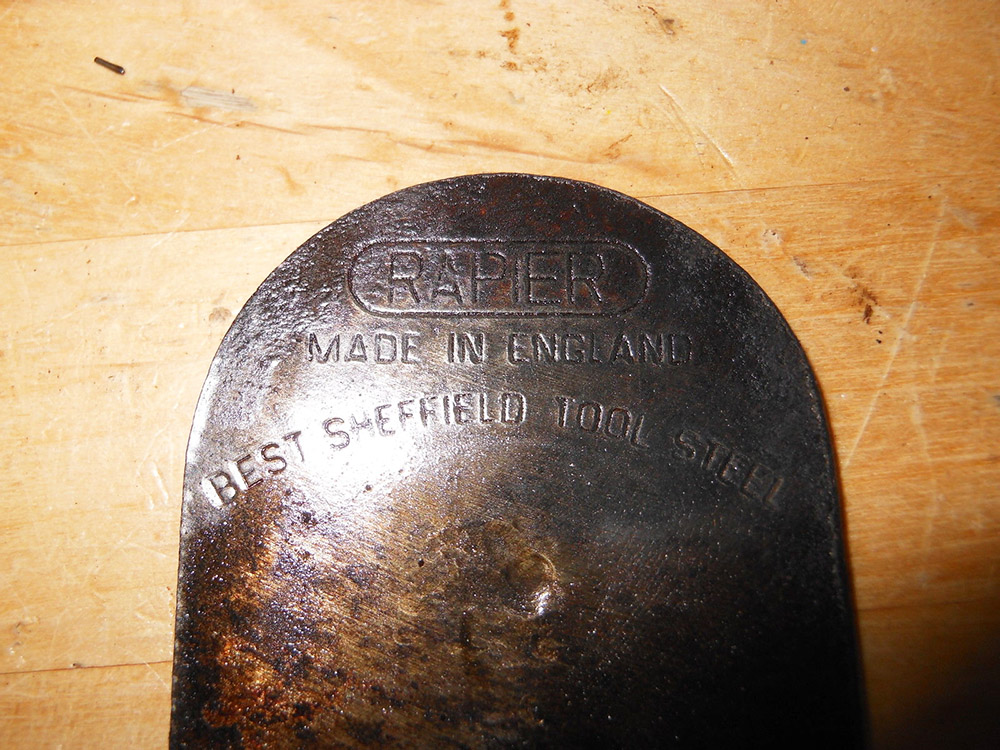 RAPIER
MADE IN ENGLAND
BEST SHEFFIELD TOOL STEEL